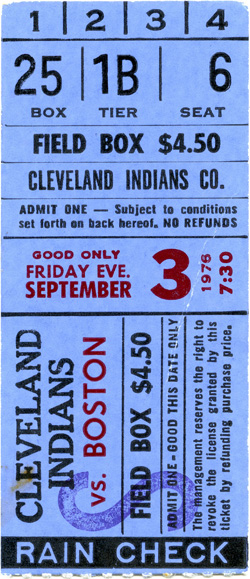 1 | 2 | 3 | 4
25 1B 6
BOX TIER SEAT
FIELD BOX $4.50
CLEVELAND INDIANS CO.
ADMIT ONE — Subject to conditions
set forth on back hereof. NO REFUNDS
GOOD ONLY
FRIDAY EVE.
SEPTEMBER
3
1976
7:30
CLEVELAND
INDIANS
vs. BOSTON
FIELD BOX $4.50
ADMIT ONE - GOOD THIS DATE ONLY
This management reserves the right to
revoke the license granted by this
ticket by refunding purchase price.
RAIN CHECK